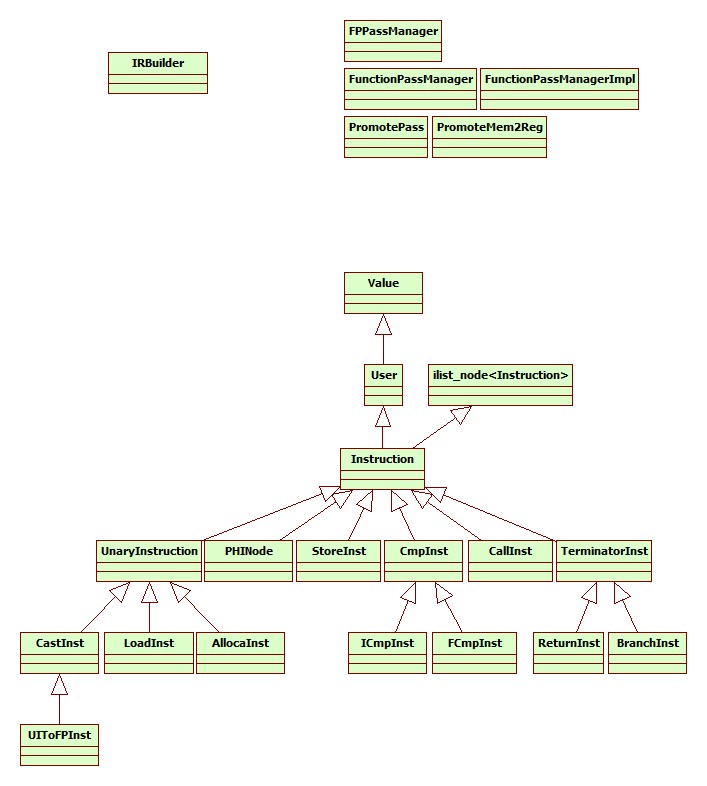 FPPassManager
IRBuilder
FunctionPassManager
FunctionPassManagerImpl
PromotePass
PromoteMem2Reg
Value
User
ilist_node<Instruction>
Instruction
UnaryInstruction
PHINode
StoreInst
CmpInst
CallInst
TerminatorInst
CastInst
LoadInst
AllocaInst
ICmpInst
FCmpInst
ReturnInst
BranchInst
UIToFPInst